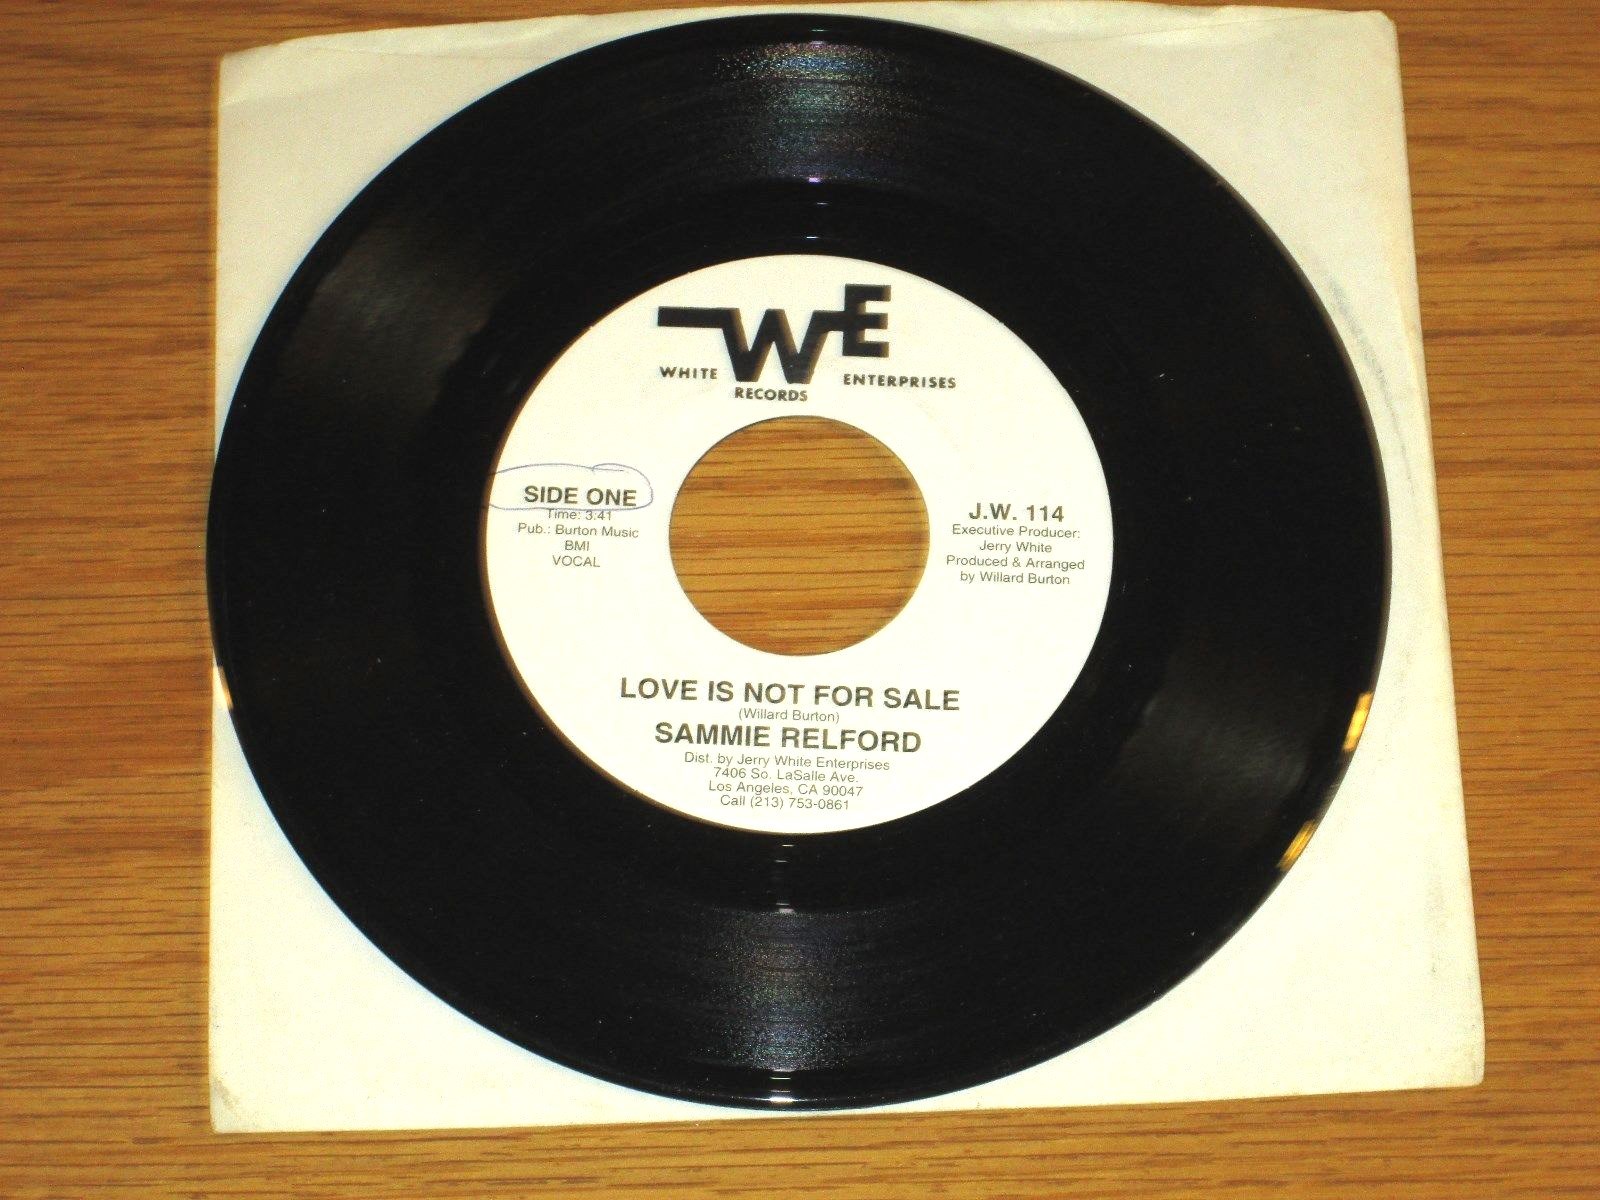 WE
WHITE RECORDS ENTERPRISES
SIDE ONE
Time: 3:41
Pub.: Burton Music
BMI
VOCAL
J.W. 114
Executive Producer:
Jerry White
Produced & Arranged
by Willard Burton
LOVE IS NOT FOR SALE
(Willard Burton)
SAMMIE RELFORD
Dist. by Jerry White Enterprises
7406 So. LaSalle Ave.
Los Angeles, CA 90047
Call (213) 753-0861